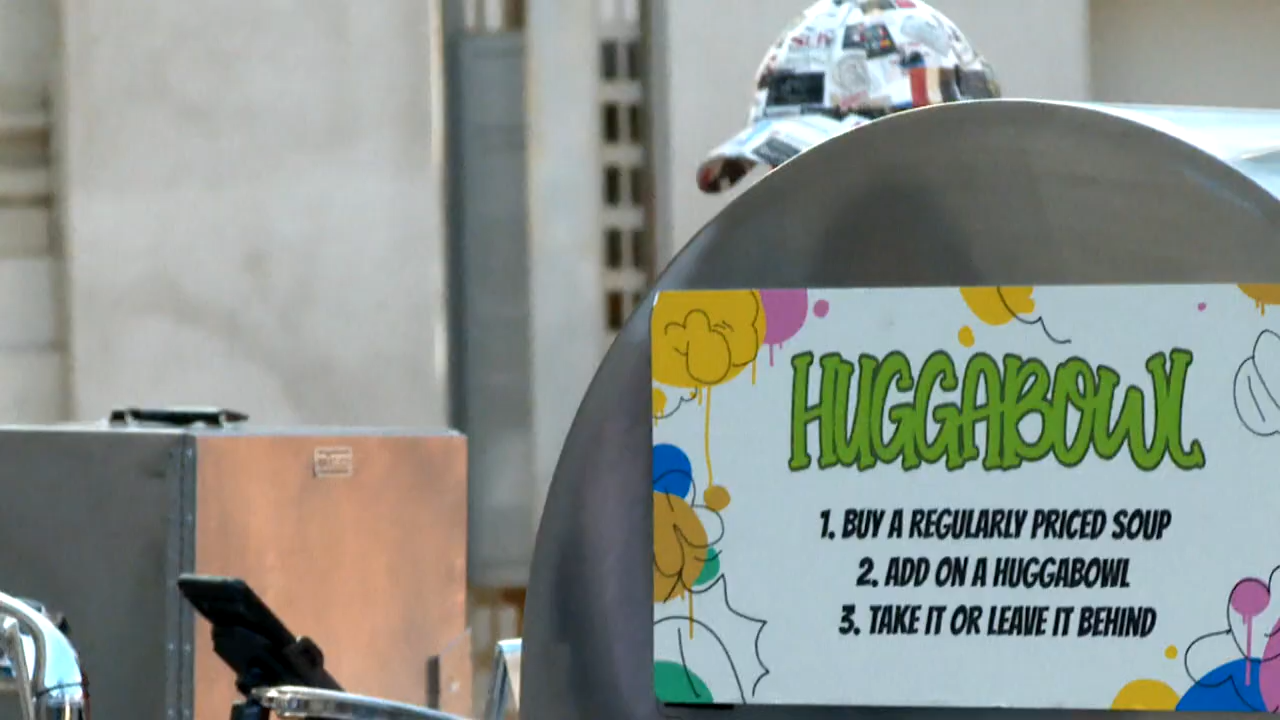 HUGGABOWL
1. BUY A REGULARLY PRICED SOUP
2. ADD ON A HUGGABOWL
3. TAKE IT OR LEAVE IT BEHIND